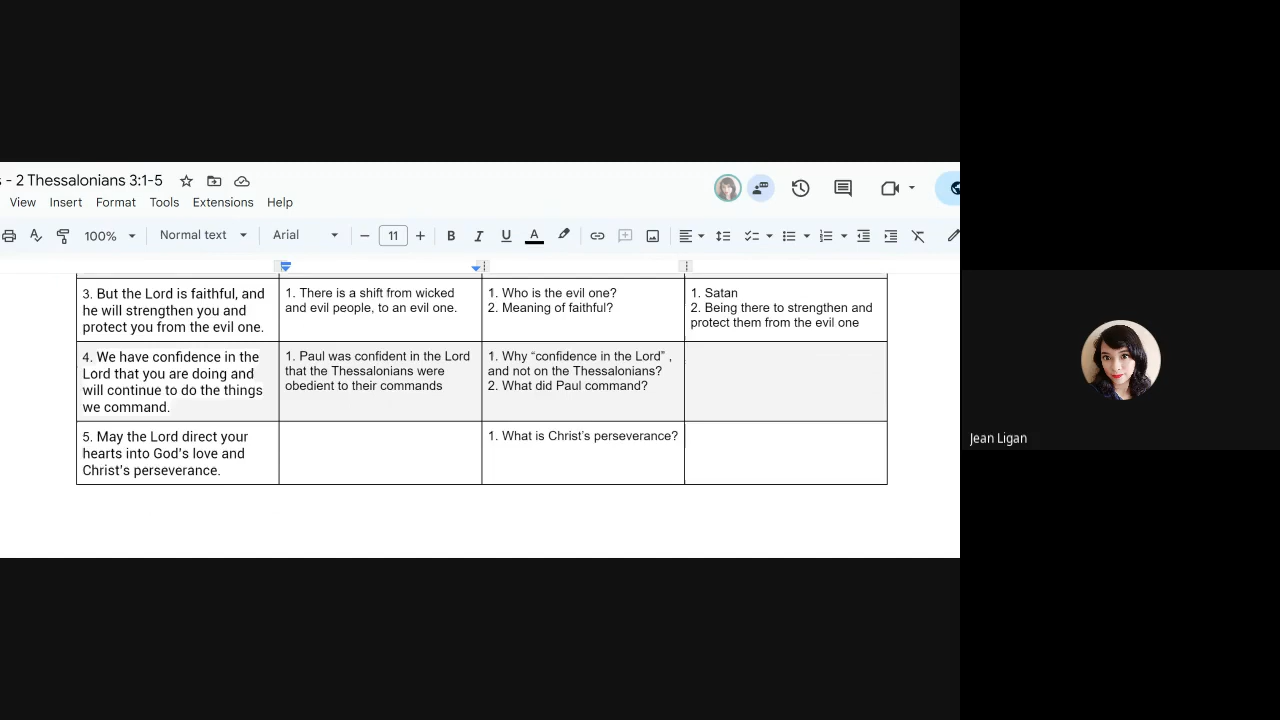 s - 2 Thessalonians 3:1-5
View Insert Format Tools Extensions Help
100% Normal text Arial 11 B I U A
3. But the Lord is faithful, and
he will strengthen you and
protect you from the evil one.
1. There is a shift from wicked
and evil people, to an evil one.
1. Who is the evil one?
2. Meaning of faithful?
1. Satan
2. Being there to strengthen and
protect them from the evil one
4. We have confidence in the
Lord that you are doing and
will continue to do the things
we command.
1. Paul was confident in the Lord
that the Thessalonians were
obedient to their commands
1. Why “confidence in the Lord” ,
and not on the Thessalonians?
2. What did Paul command?
5. May the Lord direct your
hearts into God's love and
Christ's perseverance.
1. What is Christ's perseverance?
Jean Ligan